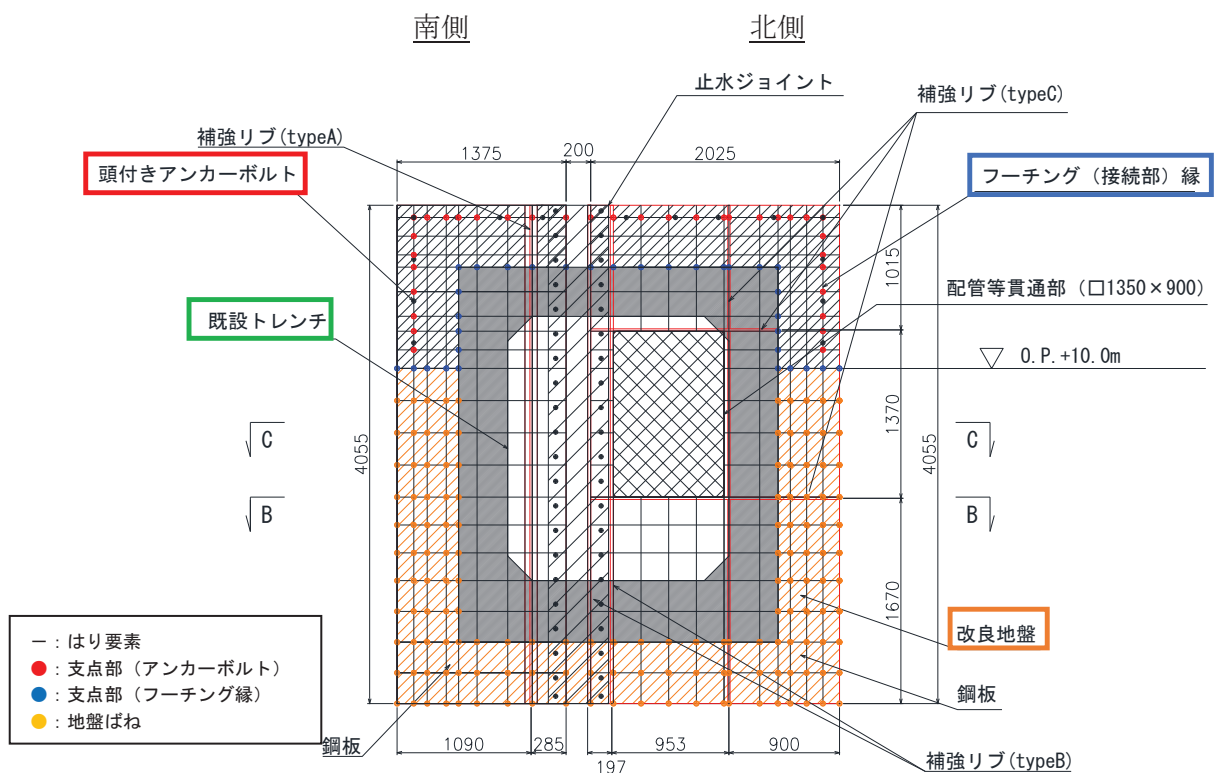 南側
北側
止水ジョイント
補強リブ(typeC)
補強リブ(typeA)
1375
200
2025
頭付きアンカーボルト
フーチング（接続部）縁
1015
配管等貫通部（□1350×900）
既設トレンチ
O.P.+10.0m
1370
C
C
4055
4055
B
B
1670
改良地盤
－：はり要素
●：支点部（アンカーボルト）
●：支点部（フーチング縁）
●：地盤ばね
鋼板
鋼板
1090
285
953
900
197
補強リブ(typeB)